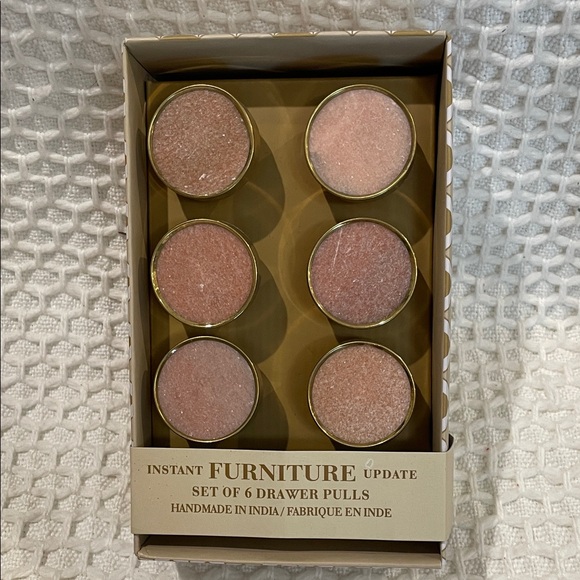 INSTANT FURNITURE UPDATE
SET OF 6 DRAWER PULLS
HANDMADE IN INDIA / FABRIQUE EN INDE